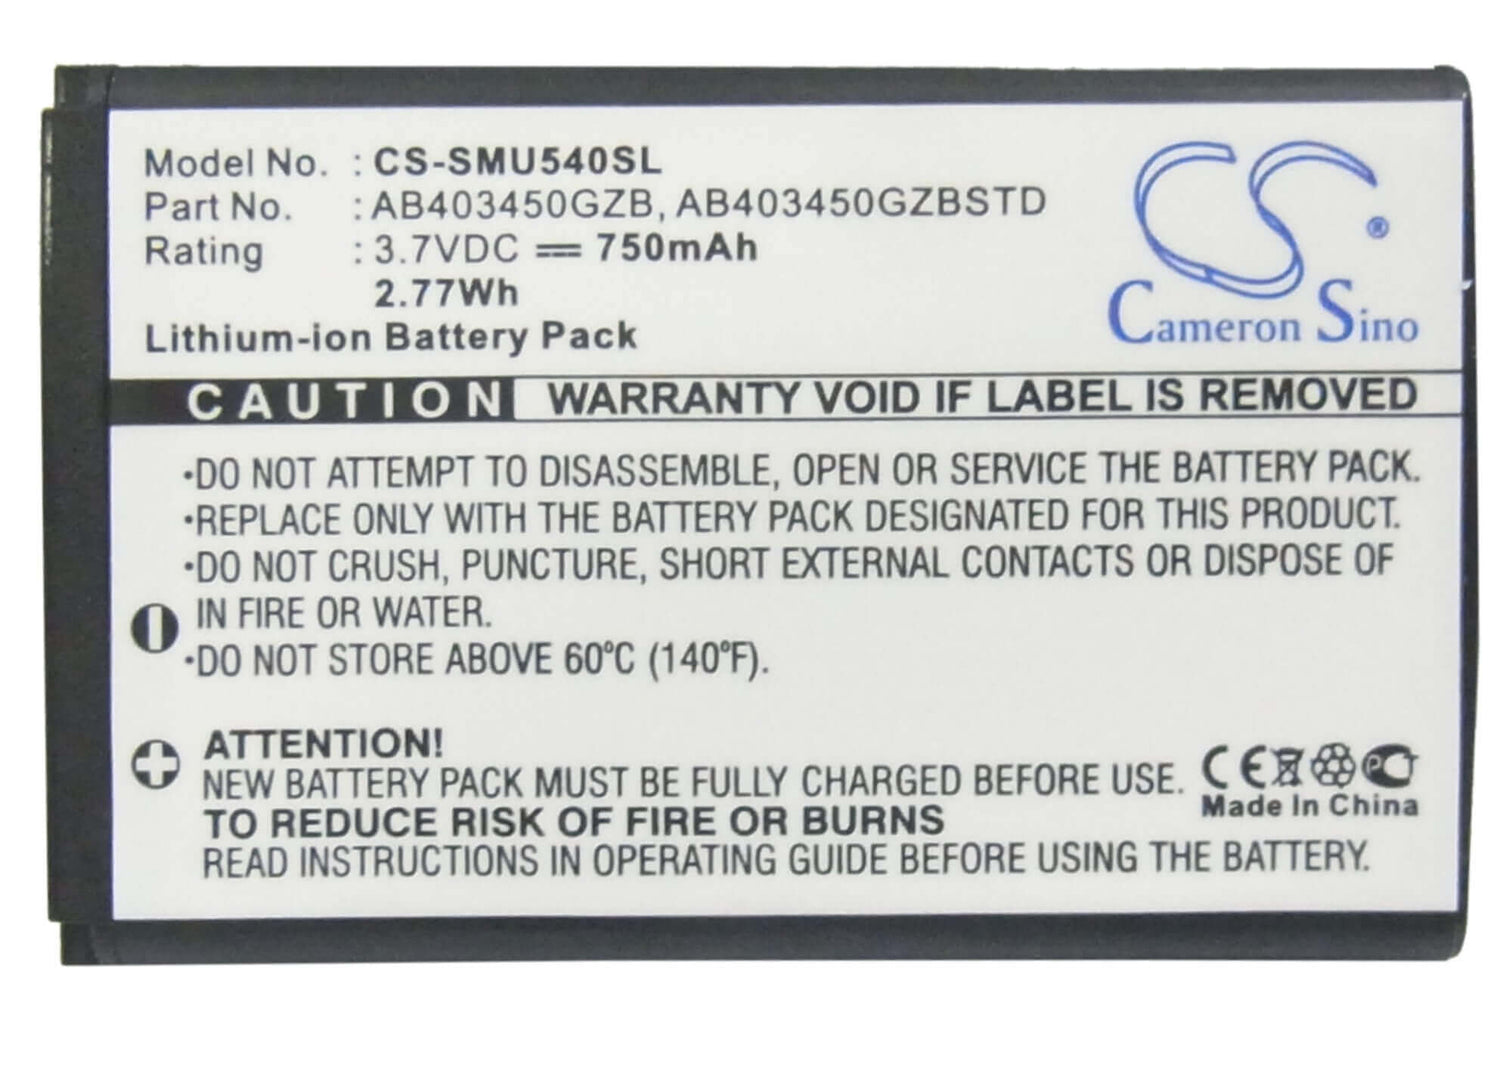 Model No. : CS-SMU540SL
Part No. : AB403450GZB, AB403450GZBSTD
Rating : 3.7VDC ⎓ 750mAh
2.77Wh
Lithium-ion Battery Pack
CS®
Cameron Sino
CAUTION WARRANTY VOID IF LABEL IS REMOVED
·DO NOT ATTEMPT TO DISASSEMBLE, OPEN OR SERVICE THE BATTERY PACK.
·REPLACE ONLY WITH THE BATTERY PACK DESIGNATED FOR THIS PRODUCT.
·DO NOT CRUSH, PUNCTURE, SHORT EXTERNAL CONTACTS OR DISPOSE OF
IN FIRE OR WATER.
·DO NOT STORE ABOVE 60°C (140°F).
ATTENTION!
NEW BATTERY PACK MUST BE FULLY CHARGED BEFORE USE.
TO REDUCE RISK OF FIRE OR BURNS
READ INSTRUCTIONS IN OPERATING GUIDE BEFORE USING THE BATTERY.
CE PC
Made In China